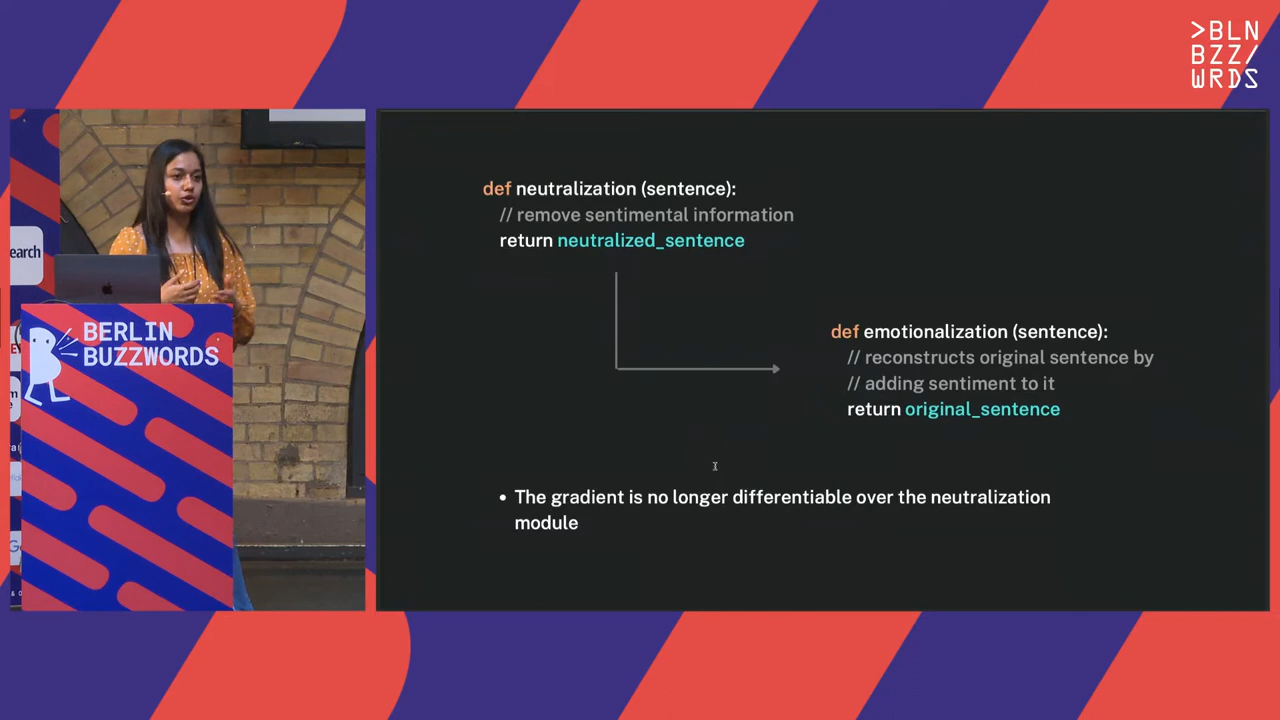 >BLN
BZZ/
WRDS
earch
BERLIN
BUZZWORDS
def neutralization (sentence):
// remove sentimental information
return neutralized_sentence
def emotionalization (sentence):
// reconstructs original sentence by
// adding sentiment to it
return original_sentence
• The gradient is no longer differentiable over the neutralization
module